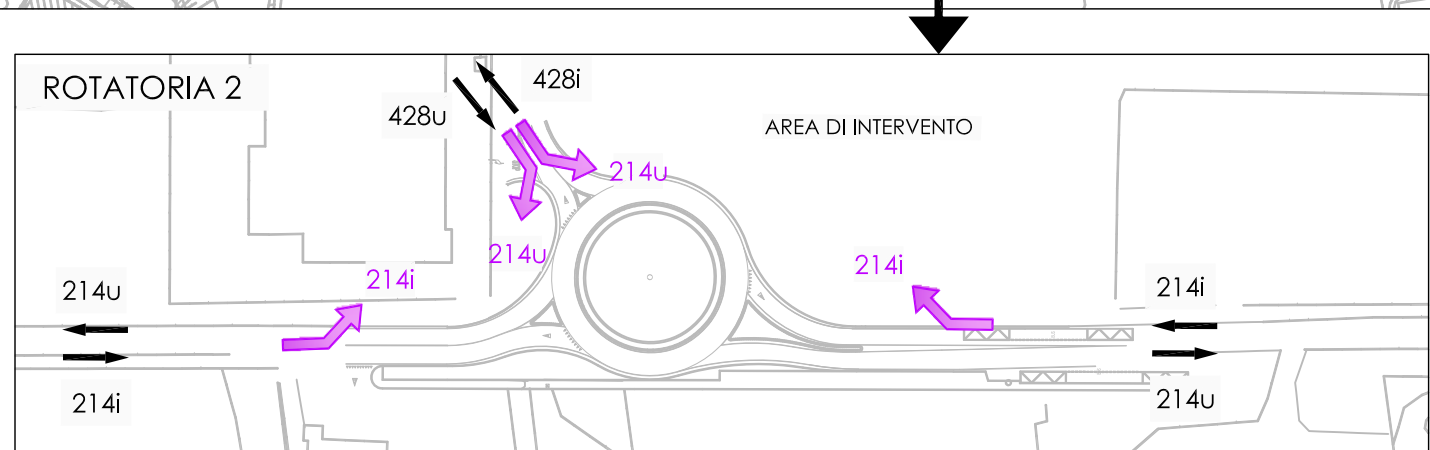 ROTATORIA 2
428i
428u
AREA DI INTERVENTO
214u
214u
214i
214i
214u
214i
214i
214u